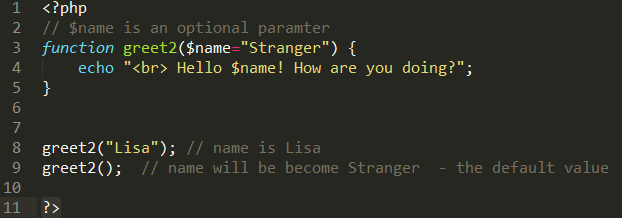 1 <?php
2 // $name is an optional paramter
3 function greet2($name="Stranger") {
4     echo "<br> Hello $name! How are you doing?";
5 }
6
7
8 greet2("Lisa"); // name is Lisa
9 greet2();  // name will be become Stranger  - the default value
10
11 ?>